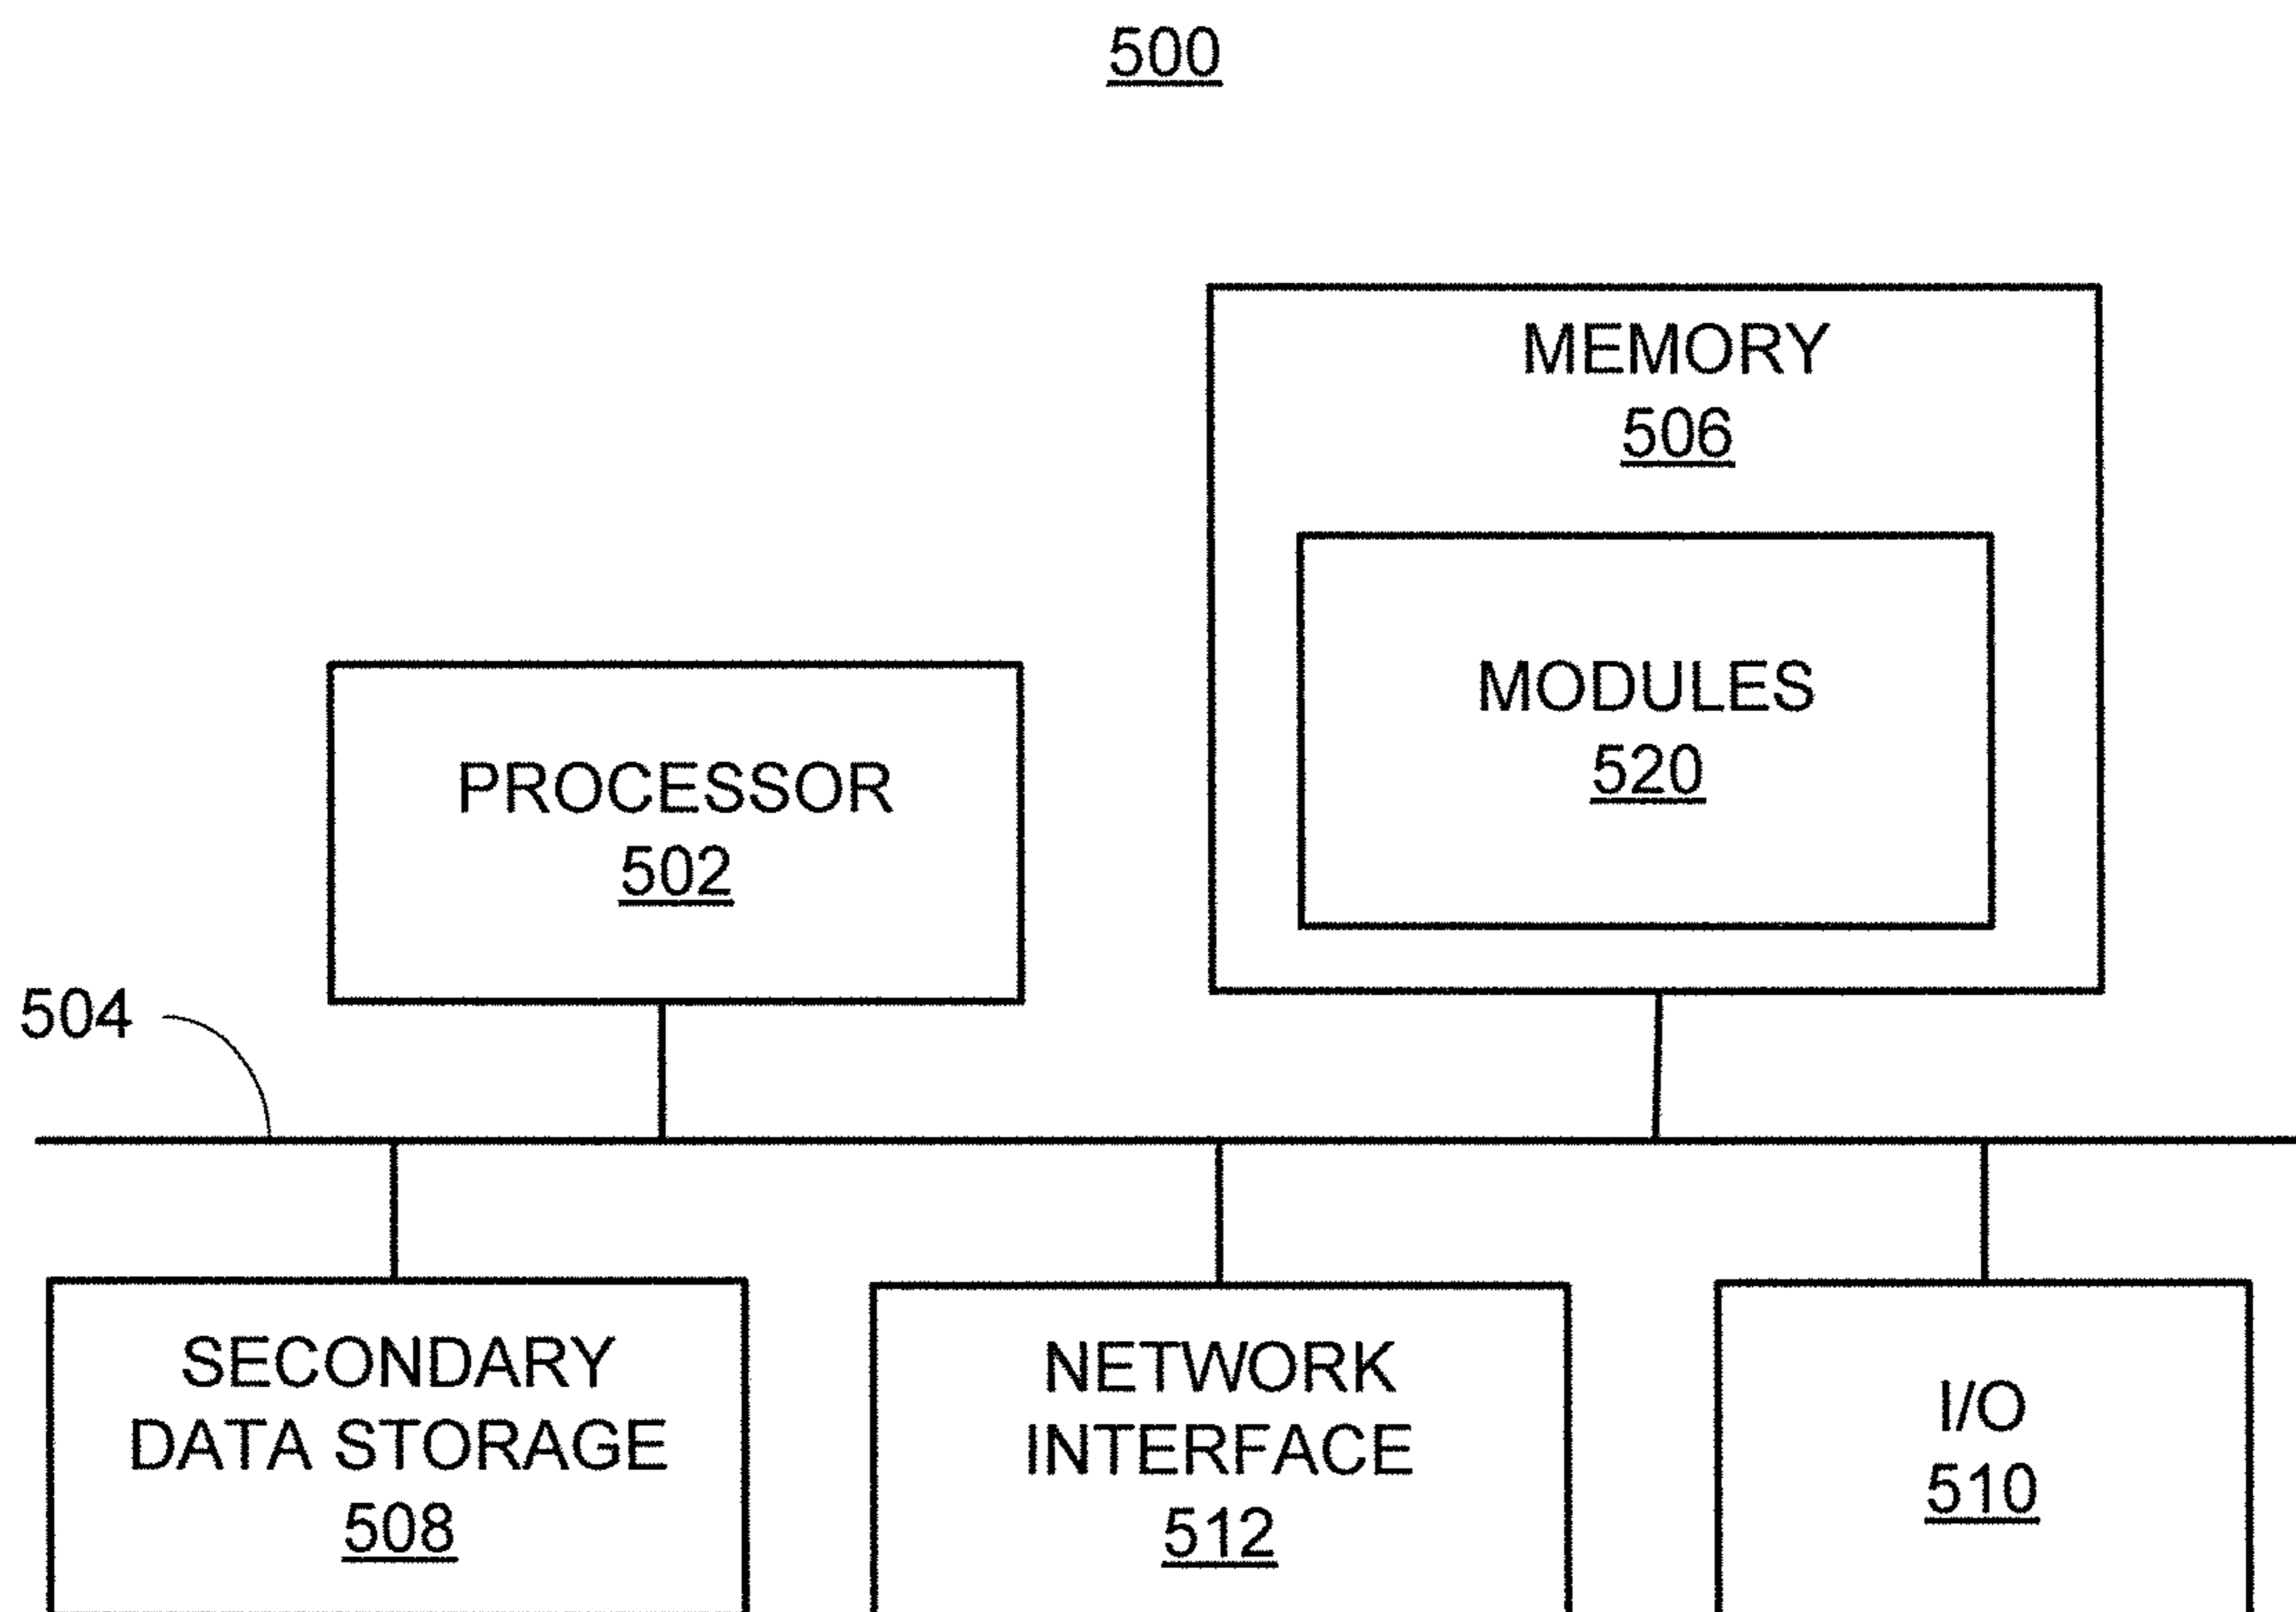 500
MEMORY
506
MODULES
520
PROCESSOR
502
504
SECONDARY
DATA STORAGE
508
NETWORK
INTERFACE
512
I/O
510